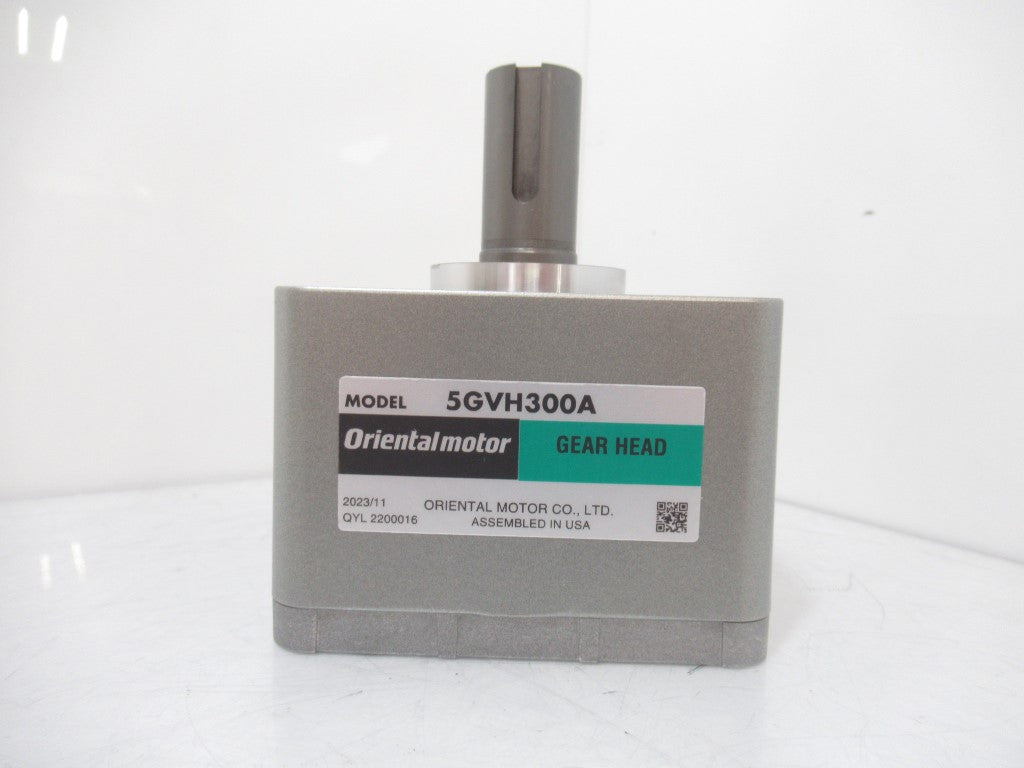 MODEL 5GVH300A
Orientalmotor GEAR HEAD
2023/11 ORIENTAL MOTOR CO., LTD.
QYL 2200016 ASSEMBLED IN USA